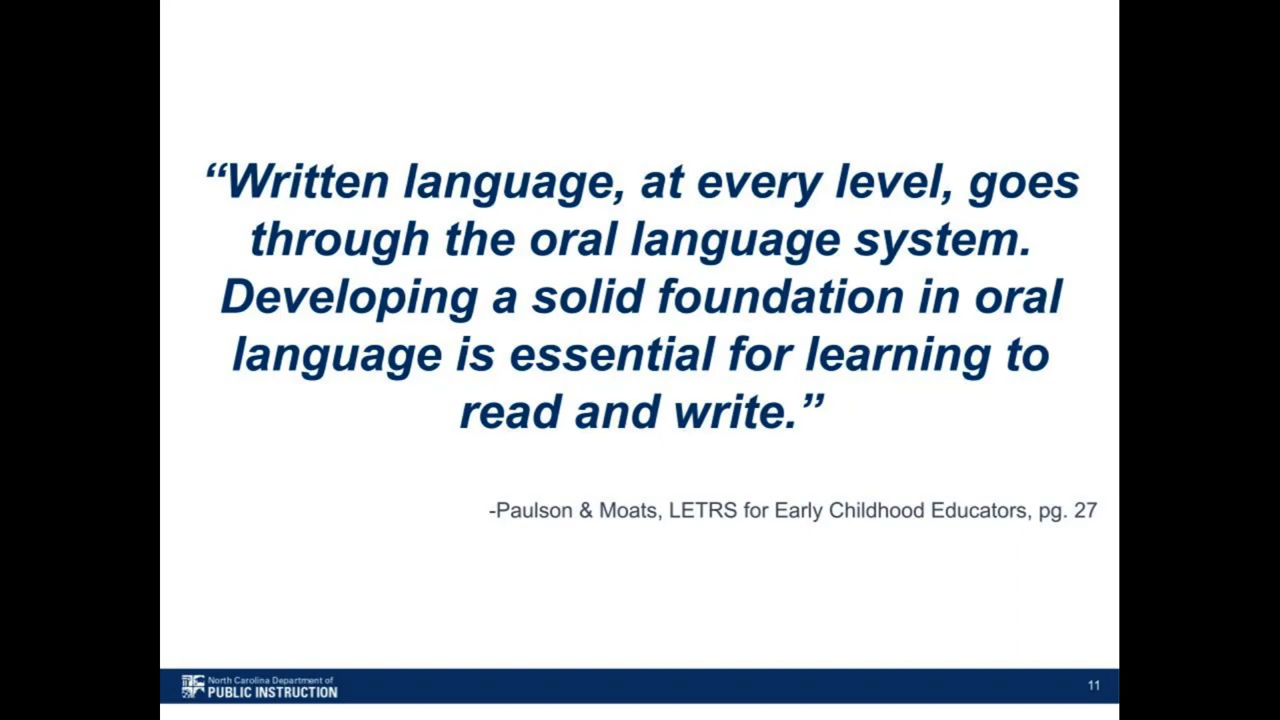 “Written language, at every level, goes
through the oral language system.
Developing a solid foundation in oral
language is essential for learning to
read and write.”
-Paulson & Moats, LETRS for Early Childhood Educators, pg. 27
North Carolina Department of
PUBLIC INSTRUCTION
11